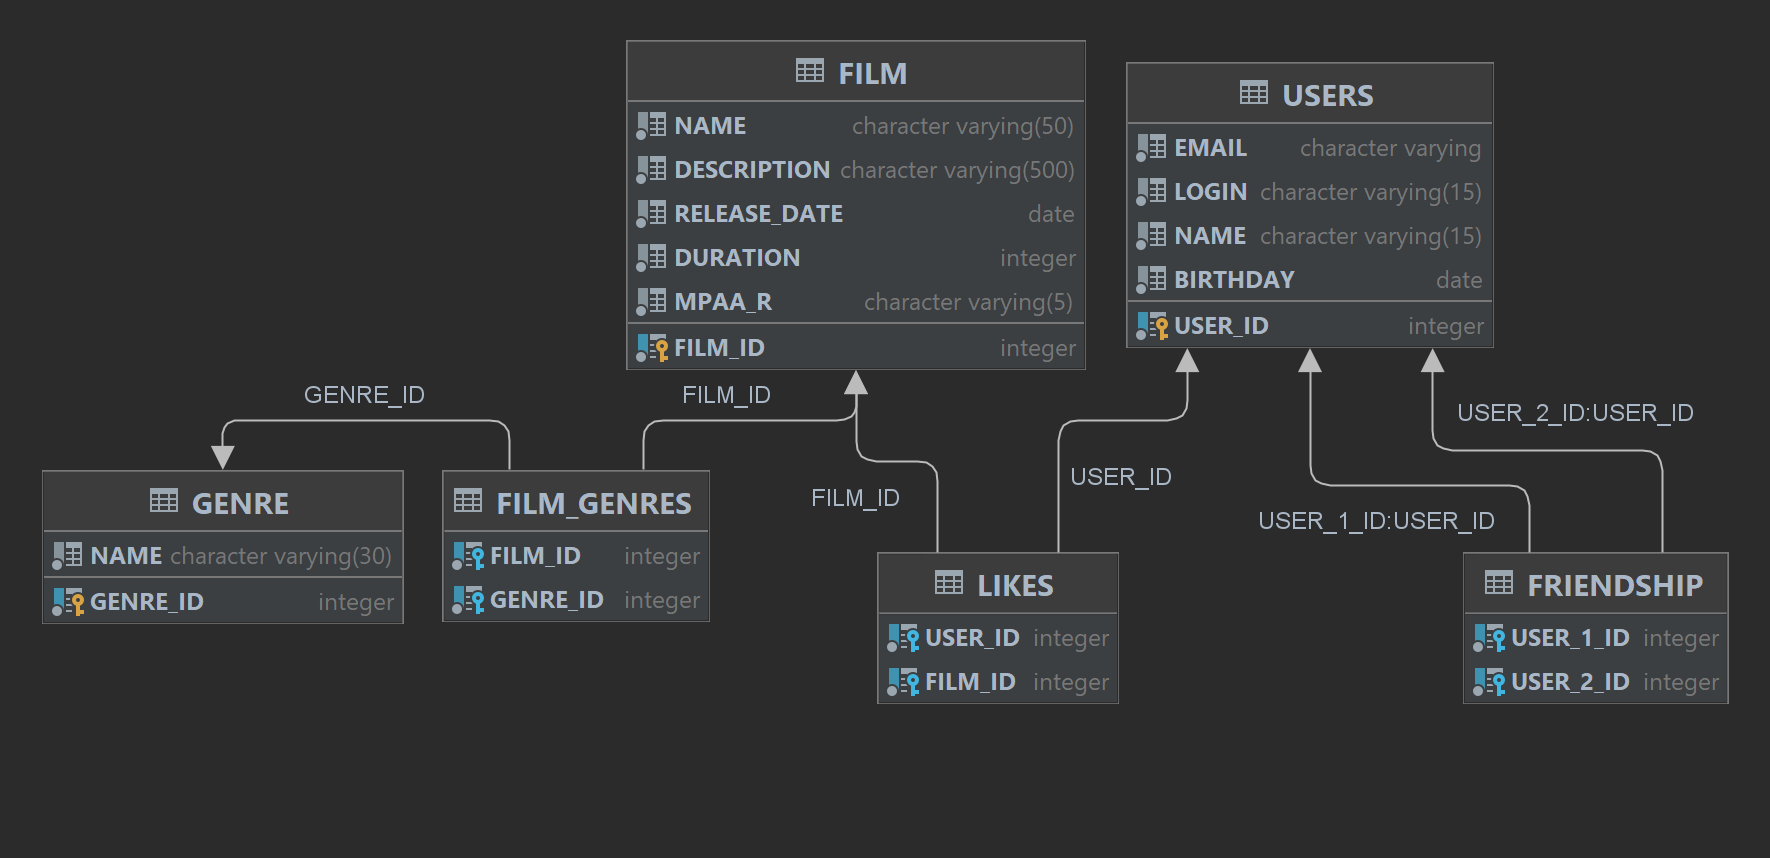 FILM
NAME character varying(50)
DESCRIPTION character varying(500)
RELEASE_DATE date
DURATION integer
MPAA_R character varying(5)
FILM_ID integer
USERS
EMAIL character varying
LOGIN character varying(15)
NAME character varying(15)
BIRTHDAY date
USER_ID integer
GENRE_ID
FILM_ID
FILM_ID
USER_ID
USER_2_ID:USER_ID
USER_1_ID:USER_ID
GENRE
NAME character varying(30)
GENRE_ID integer
FILM_GENRES
FILM_ID integer
GENRE_ID integer
LIKES
USER_ID integer
FILM_ID integer
FRIENDSHIP
USER_1_ID integer
USER_2_ID integer